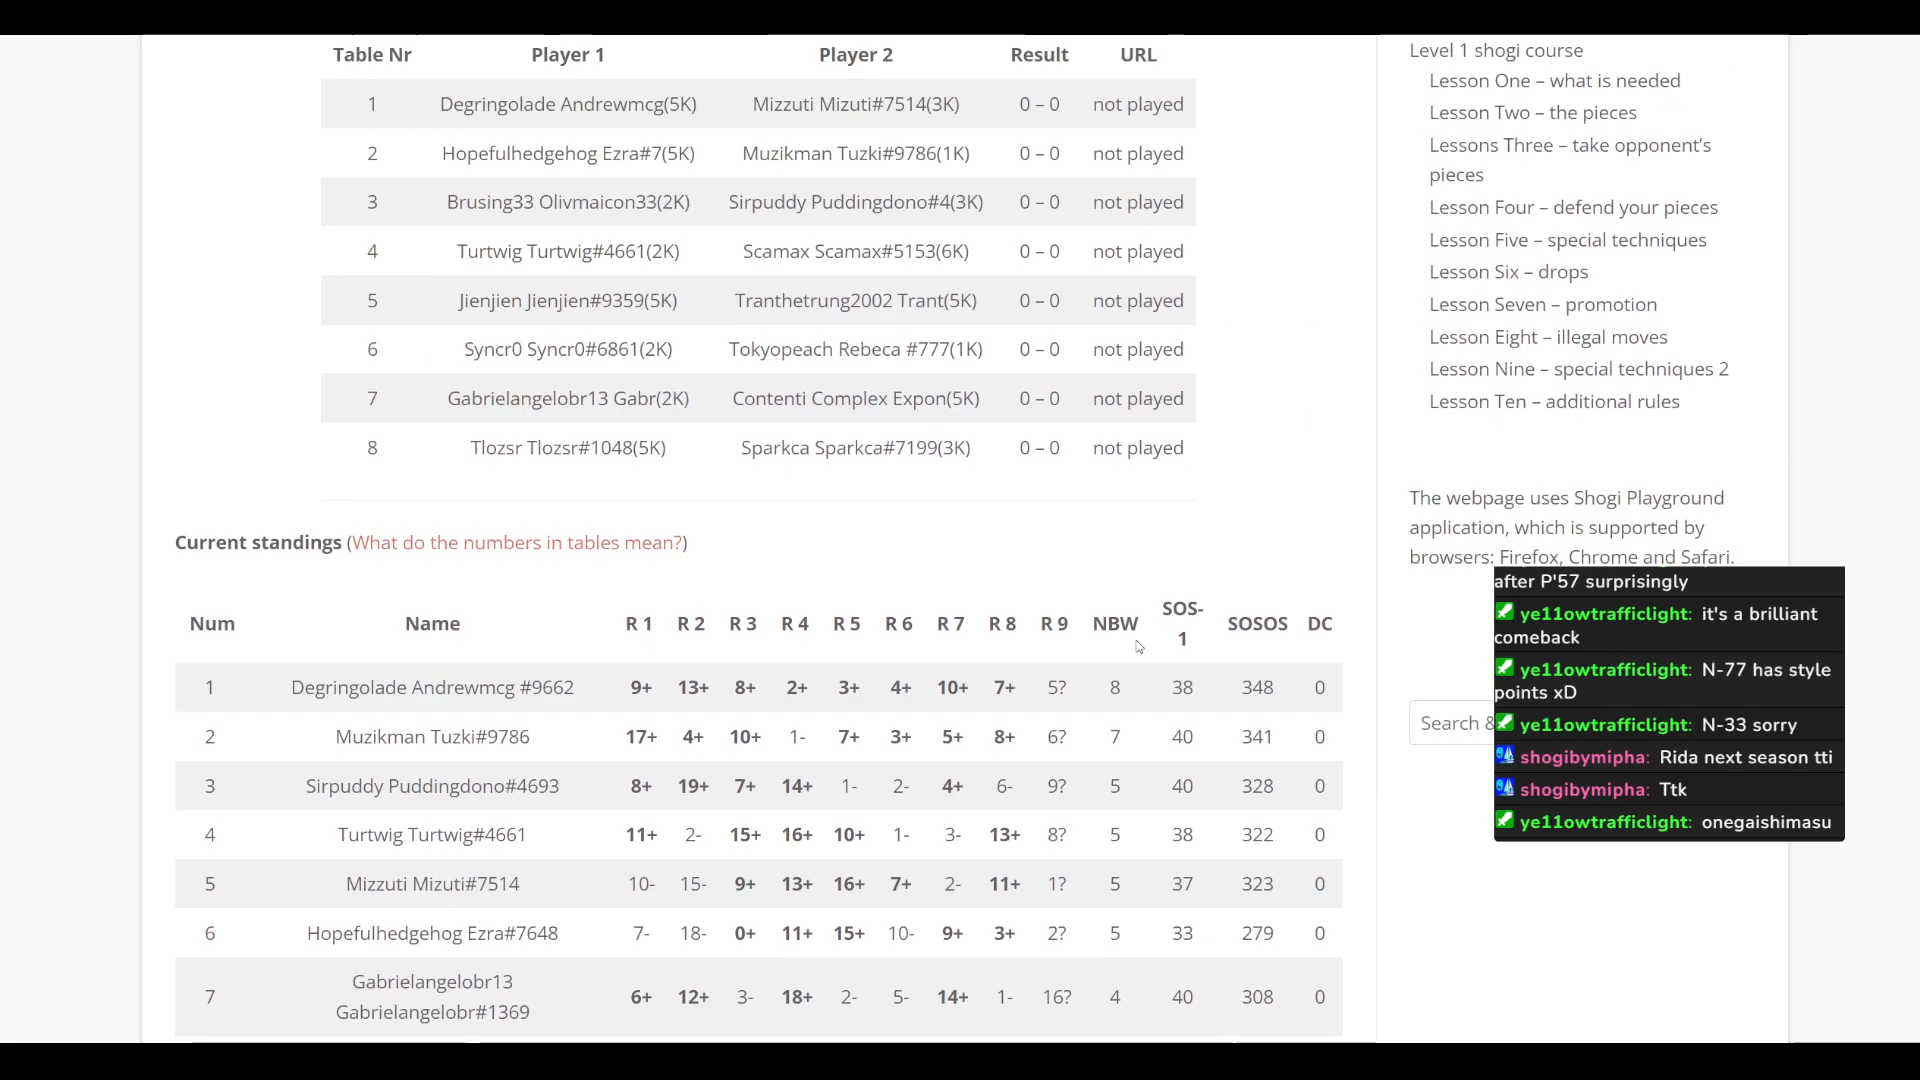 Table Nr Player 1 Player 2 Result URL
1 Degringolade Andrewmcg(5K) Mizzuti Mizuti#7514(3K) 0 – 0 not played
2 Hopefulhedgehog Ezra#7(5K) Muzikman Tuzki#9786(1K) 0 – 0 not played
3 Brusing33 Olivmaicon33(2K) Sirpuddy Puddingdono#4(3K) 0 – 0 not played
4 Turtwig Turtwig#4661(2K) Scamax Scamax#5153(6K) 0 – 0 not played
5 Jienjien Jienjien#9359(5K) Tranthetrung2002 Trant(5K) 0 – 0 not played
6 Syncr0 Syncr0#6861(2K) Tokyopeach Rebeca #777(1K) 0 – 0 not played
7 Gabrielangelobr13 Gabr(2K) Contenti Complex Expon(5K) 0 – 0 not played
8 Tlozsr Tlozsr#1048(5K) Sparkca Sparkca#7199(3K) 0 – 0 not played
Current standings (What do the numbers in tables mean?)
Num Name R 1 R 2 R 3 R 4 R 5 R 6 R 7 R 8 R 9 NBW SOS-1 SOSOS DC
1 Degringolade Andrewmcg #9662 9+ 13+ 8+ 2+ 3+ 4+ 10+ 7+ 5? 8 38 348 0
2 Muzikman Tuzki#9786 17+ 4+ 10+ 1- 7+ 3+ 5+ 8+ 6? 7 40 341 0
3 Sirpuddy Puddingdono#4693 8+ 19+ 7+ 14+ 1- 2- 4+ 6- 9? 5 40 328 0
4 Turtwig Turtwig#4661 11+ 2- 15+ 16+ 10+ 1- 3- 13+ 8? 5 38 322 0
5 Mizzuti Mizuti#7514 10- 15- 9+ 13+ 16+ 7+ 2- 11+ 1? 5 37 323 0
6 Hopefulhedgehog Ezra#7648 7- 18- 0+ 11+ 15+ 10- 9+ 3+ 2? 5 33 279 0
7 Gabrielangelobr13 Gabrielangelobr#1369 6+ 12+ 3- 18+ 2- 5- 14+ 1- 16? 4 40 308 0
Level 1 shogi course
Lesson One – what is needed
Lesson Two – the pieces
Lessons Three – take opponent’s
pieces
Lesson Four – defend your pieces
Lesson Five – special techniques
Lesson Six – drops
Lesson Seven – promotion
Lesson Eight – illegal moves
Lesson Nine – special techniques 2
Lesson Ten – additional rules
The webpage uses Shogi Playground
application, which is supported by
browsers: Firefox, Chrome and Safari.
Search &
after P'57 surprisingly
ye11owtrafficlight: it's a brilliant
comeback
ye11owtrafficlight: N-77 has style
points xD
ye11owtrafficlight: N-33 sorry
shogibymipha: Rida next season tti
shogibymipha: Ttk
ye11owtrafficlight: onegaishimasu